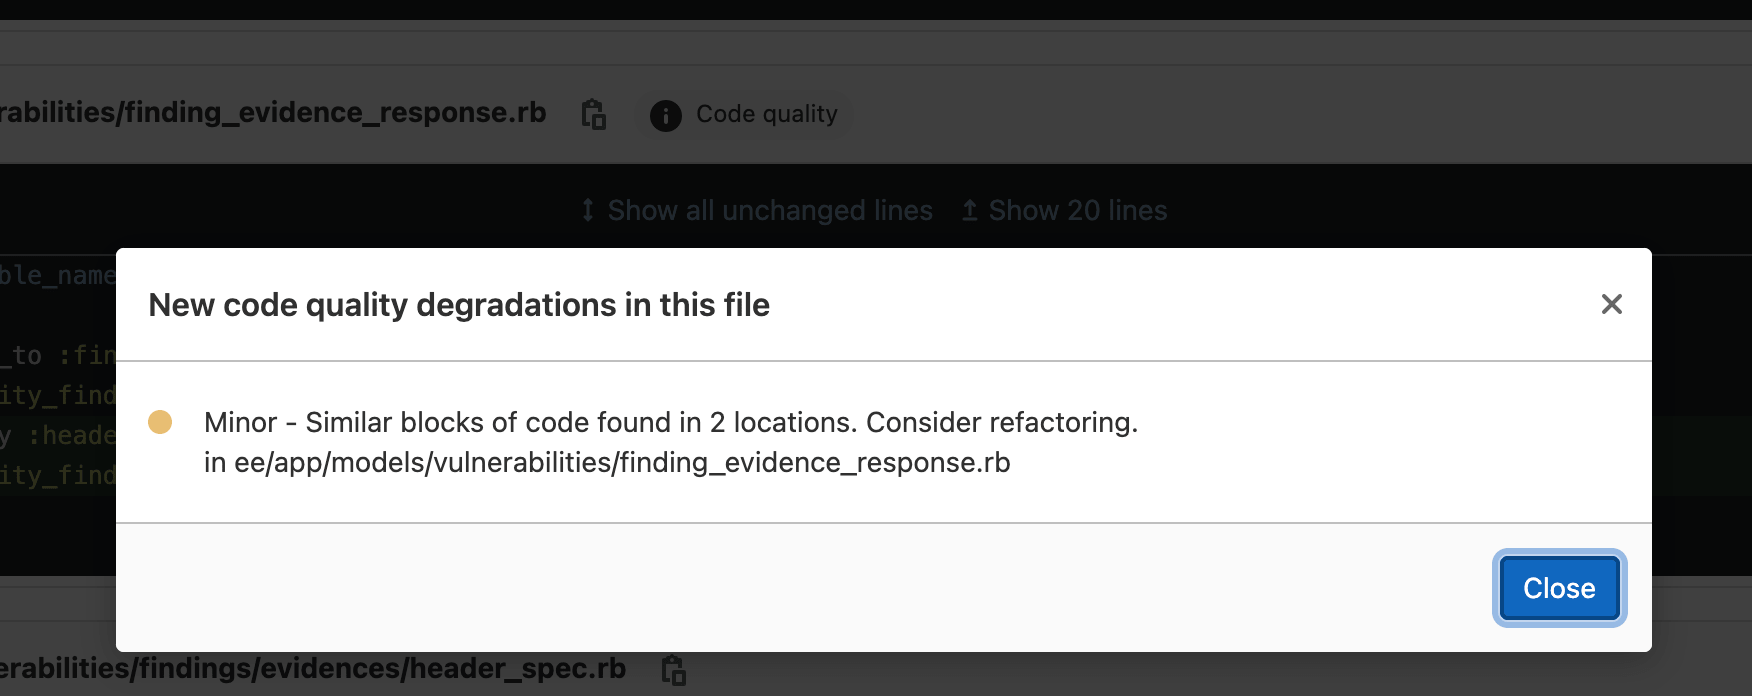 rabilities/finding_evidence_response.rb Code quality
Show all unchanged lines Show 20 lines
ble_name
New code quality degradations in this file
_to :fin
ity_find
Minor - Similar blocks of code found in 2 locations. Consider refactoring.
y :heade
in ee/app/models/vulnerabilities/finding_evidence_response.rb
ity_find
Close
erabilities/findings/evidences/header_spec.rb